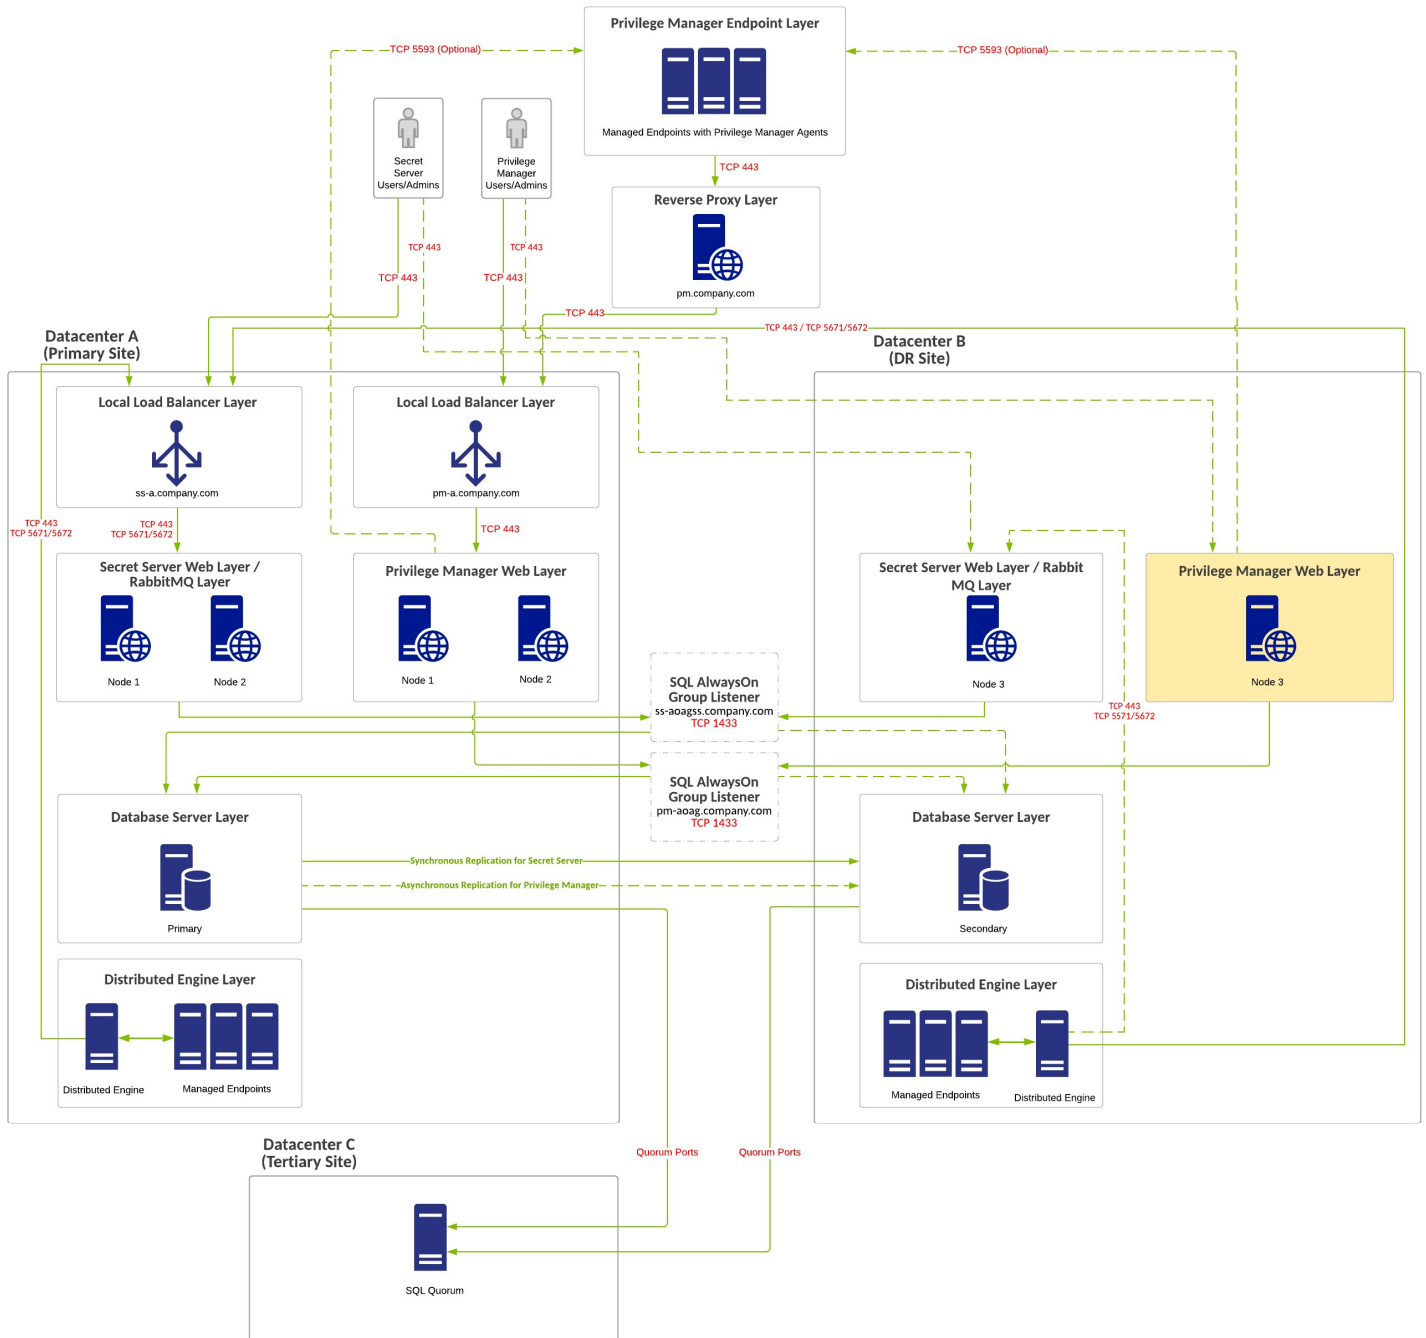 Privilege Manager Endpoint Layer
TCP 5593 (Optional)
TCP 5593 (Optional)
Managed Endpoints with Privilege Manager Agents
Secret
Server
Users/Admins
Privilege
Manager
Users/Admins
TCP 443
Reverse Proxy Layer
pm.company.com
TCP 443
TCP 443
TCP 443
TCP 443
TCP 443
TCP 443 / TCP 5671/5672
Datacenter A
(Primary Site)
Datacenter B
(DR Site)
Local Load Balancer Layer
ss-a.company.com
Local Load Balancer Layer
pm-a.company.com
TCP 443
TCP 5671/5672
TCP 443
TCP 5671/5672
TCP 443
Secret Server Web Layer /
RabbitMQ Layer
Node 1
Node 2
Privilege Manager Web Layer
Node 1
Node 2
Secret Server Web Layer / Rabbit
MQ Layer
Node 3
Privilege Manager Web Layer
Node 3
SQL AlwaysOn
Group Listener
ss-aoagss.company.com
TCP 1433
TCP 443
TCP 5671/5672
SQL AlwaysOn
Group Listener
pm-aoag.company.com
TCP 1433
Database Server Layer
Primary
Database Server Layer
Secondary
Synchronous Replication for Secret Server
Asynchronous Replication for Privilege Manager
Distributed Engine Layer
Distributed Engine
Managed Endpoints
Distributed Engine Layer
Managed Endpoints
Distributed Engine
Datacenter C
(Tertiary Site)
Quorum Ports
Quorum Ports
SQL Quorum